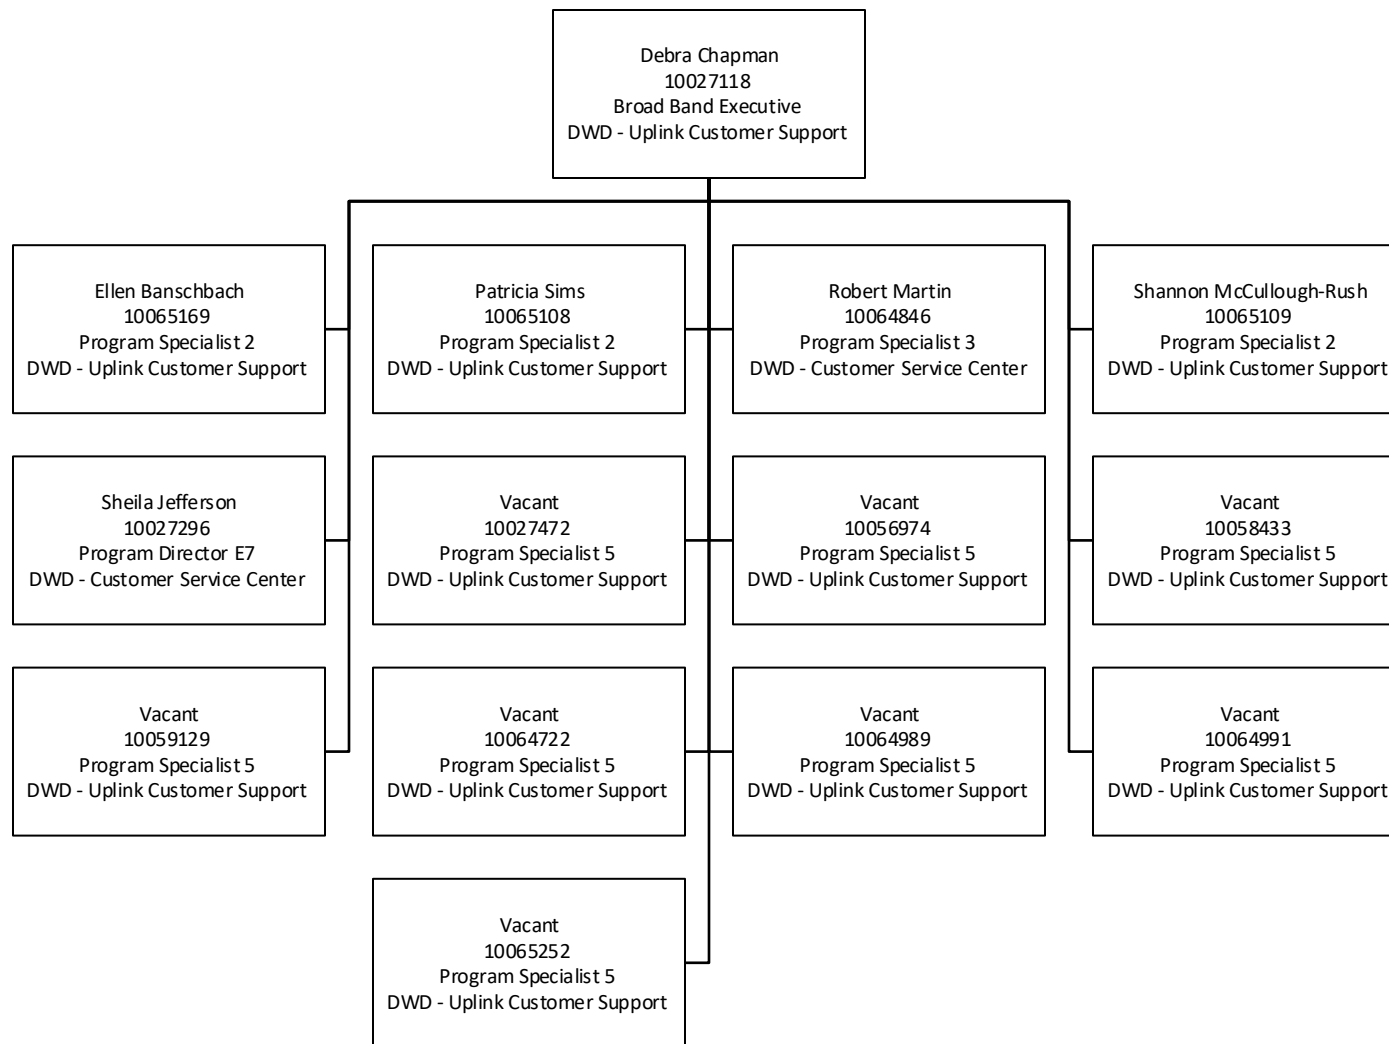 Debra Chapman
10027118
Broad Band Executive
DWD - Uplink Customer Support
Ellen Banschbach
10065169
Program Specialist 2
DWD - Uplink Customer Support
Patricia Sims
10065108
Program Specialist 2
DWD - Uplink Customer Support
Robert Martin
10064846
Program Specialist 3
DWD - Customer Service Center
Shannon McCullough-Rush
10065109
Program Specialist 2
DWD - Uplink Customer Support
Sheila Jefferson
10027296
Program Director E7
DWD - Customer Service Center
Vacant
10027472
Program Specialist 5
DWD - Uplink Customer Support
Vacant
10056974
Program Specialist 5
DWD - Uplink Customer Support
Vacant
10058433
Program Specialist 5
DWD - Uplink Customer Support
Vacant
10059129
Program Specialist 5
DWD - Uplink Customer Support
Vacant
10064722
Program Specialist 5
DWD - Uplink Customer Support
Vacant
10064989
Program Specialist 5
DWD - Uplink Customer Support
Vacant
10064991
Program Specialist 5
DWD - Uplink Customer Support
Vacant
10065252
Program Specialist 5
DWD - Uplink Customer Support